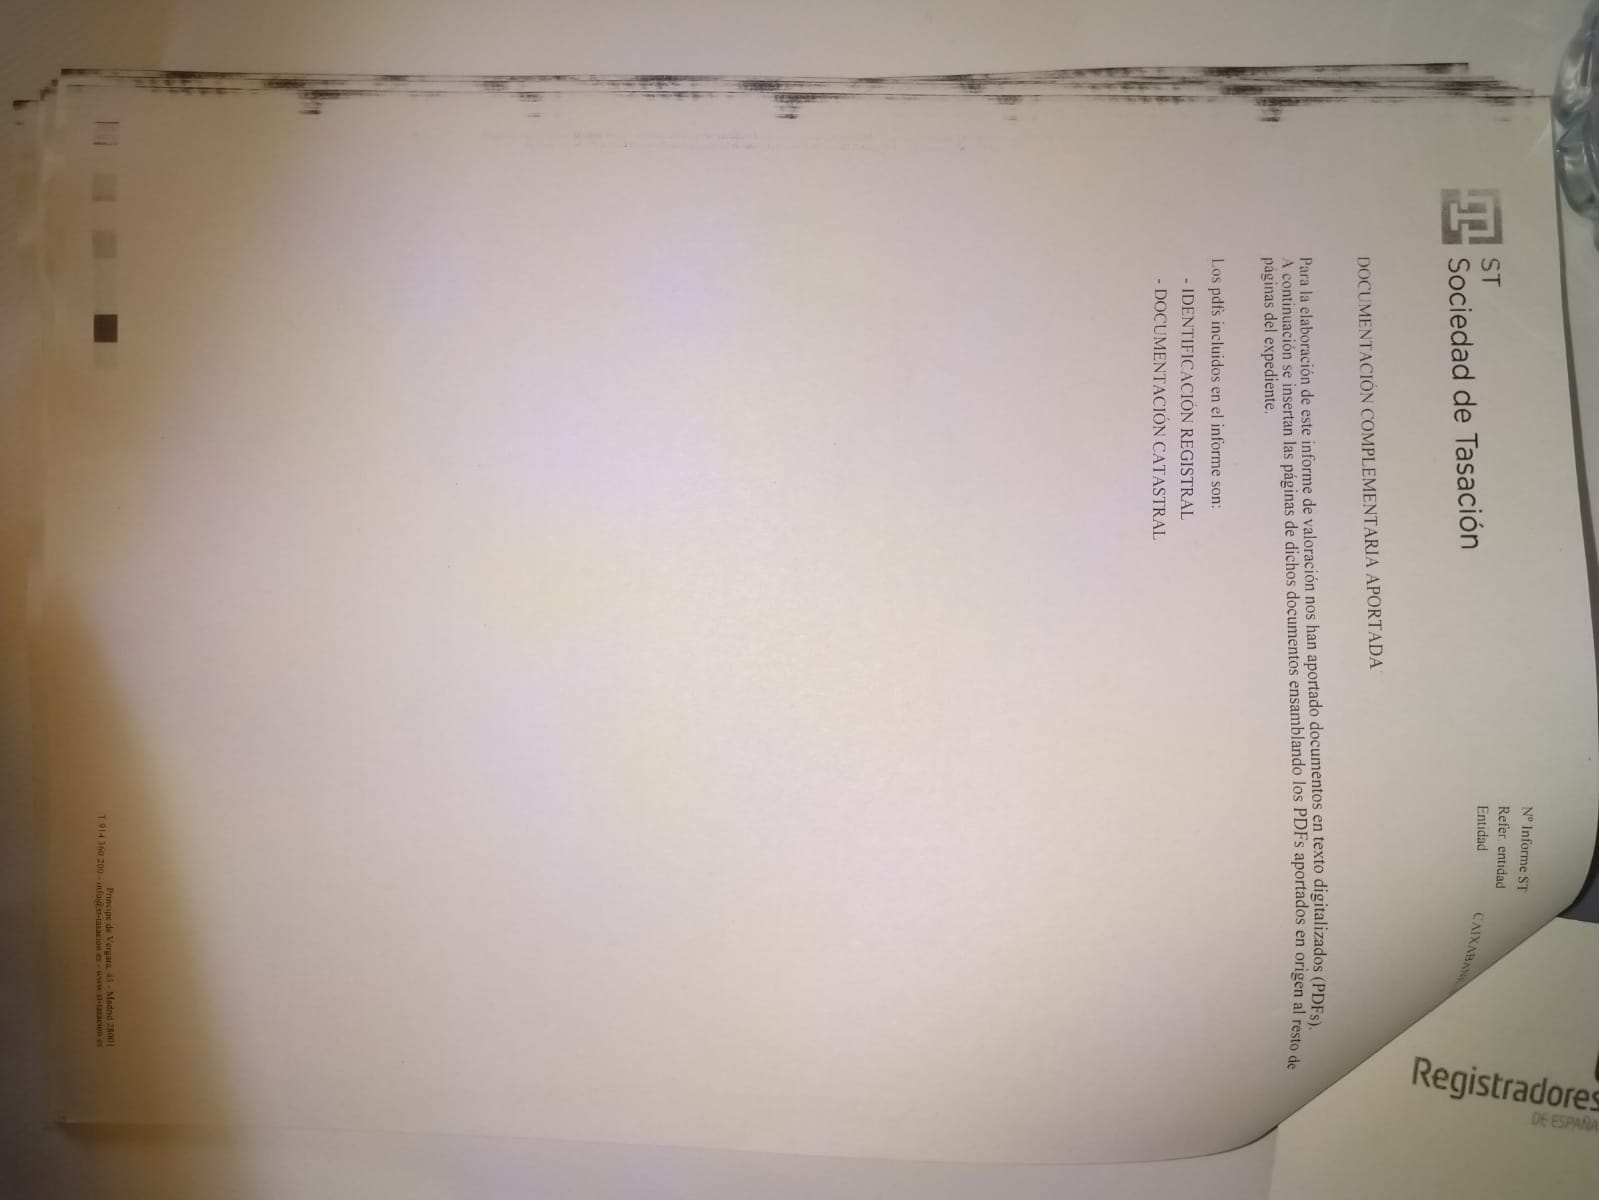 ST
Sociedad de Tasación
Nº Informe ST
Refer. entidad
Entidad CAIXABANK
DOCUMENTACIÓN COMPLEMENTARIA APORTADA
Para la elaboración de este informe de valoración nos han aportado documentos en texto digitalizados (PDFs).
A continuación se insertan las páginas de dichos documentos ensamblando los PDFs aportados en origen al resto de
páginas del expediente.
Los pdfs incluidos en el informe son:
- IDENTIFICACIÓN REGISTRAL
- DOCUMENTACIÓN CATASTRAL
Príncipe de Vergara, 43 - Madrid 28001
T 914 360 200 - info@st-tasacion.es - www.st-tasacion.es
Registradores
DE ESPAÑA